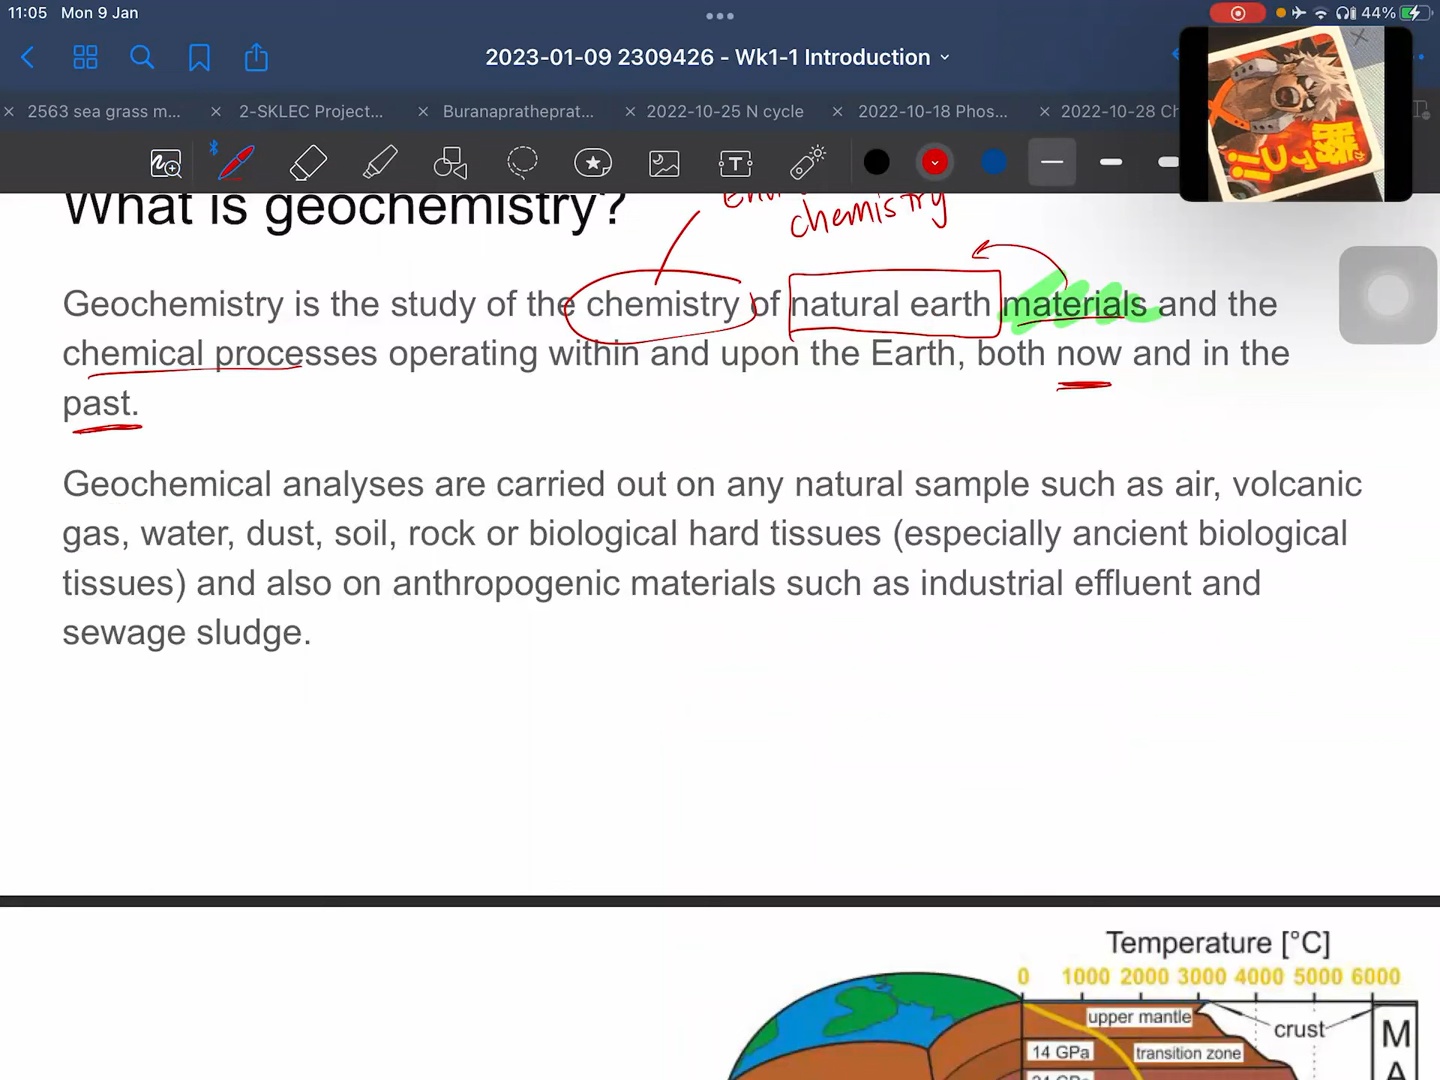 11:05 Mon 9 Jan
44%
2023-01-09 2309426 - Wk1-1 Introduction
2563 sea grass m...
2-SKLEC Project...
Buranapratheprat...
2022-10-25 N cycle
2022-10-18 Phos...
2022-10-28 Ch
What is geochemistry?
chemistry
Geochemistry is the study of the chemistry of natural earth materials and the
chemical processes operating within and upon the Earth, both now and in the
past.
Geochemical analyses are carried out on any natural sample such as air, volcanic
gas, water, dust, soil, rock or biological hard tissues (especially ancient biological
tissues) and also on anthropogenic materials such as industrial effluent and
sewage sludge.
Temperature [°C]
0 1000 2000 3000 4000 5000 6000
upper mantle
crust
14 GPa
transition zone
M